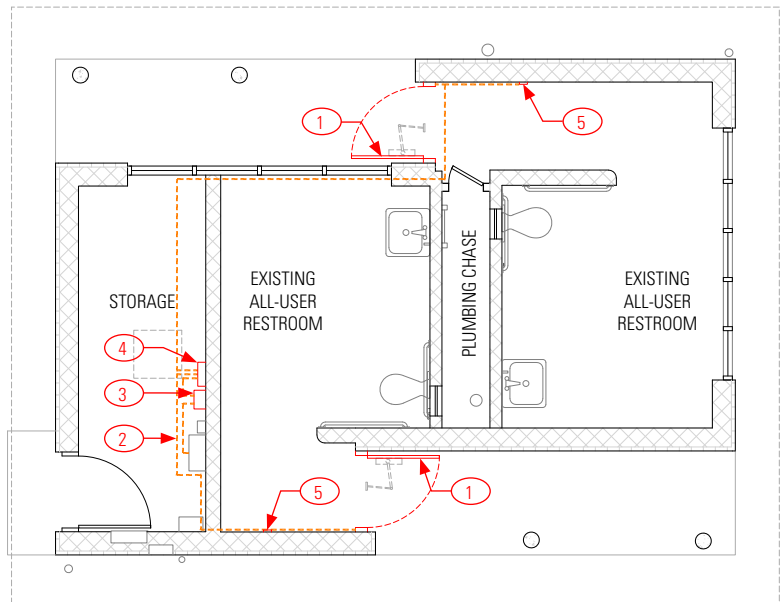 1
5
EXISTING
ALL-USER
RESTROOM
STORAGE
PLUMBING CHASE
EXISTING
ALL-USER
RESTROOM
4
3
2
5
1